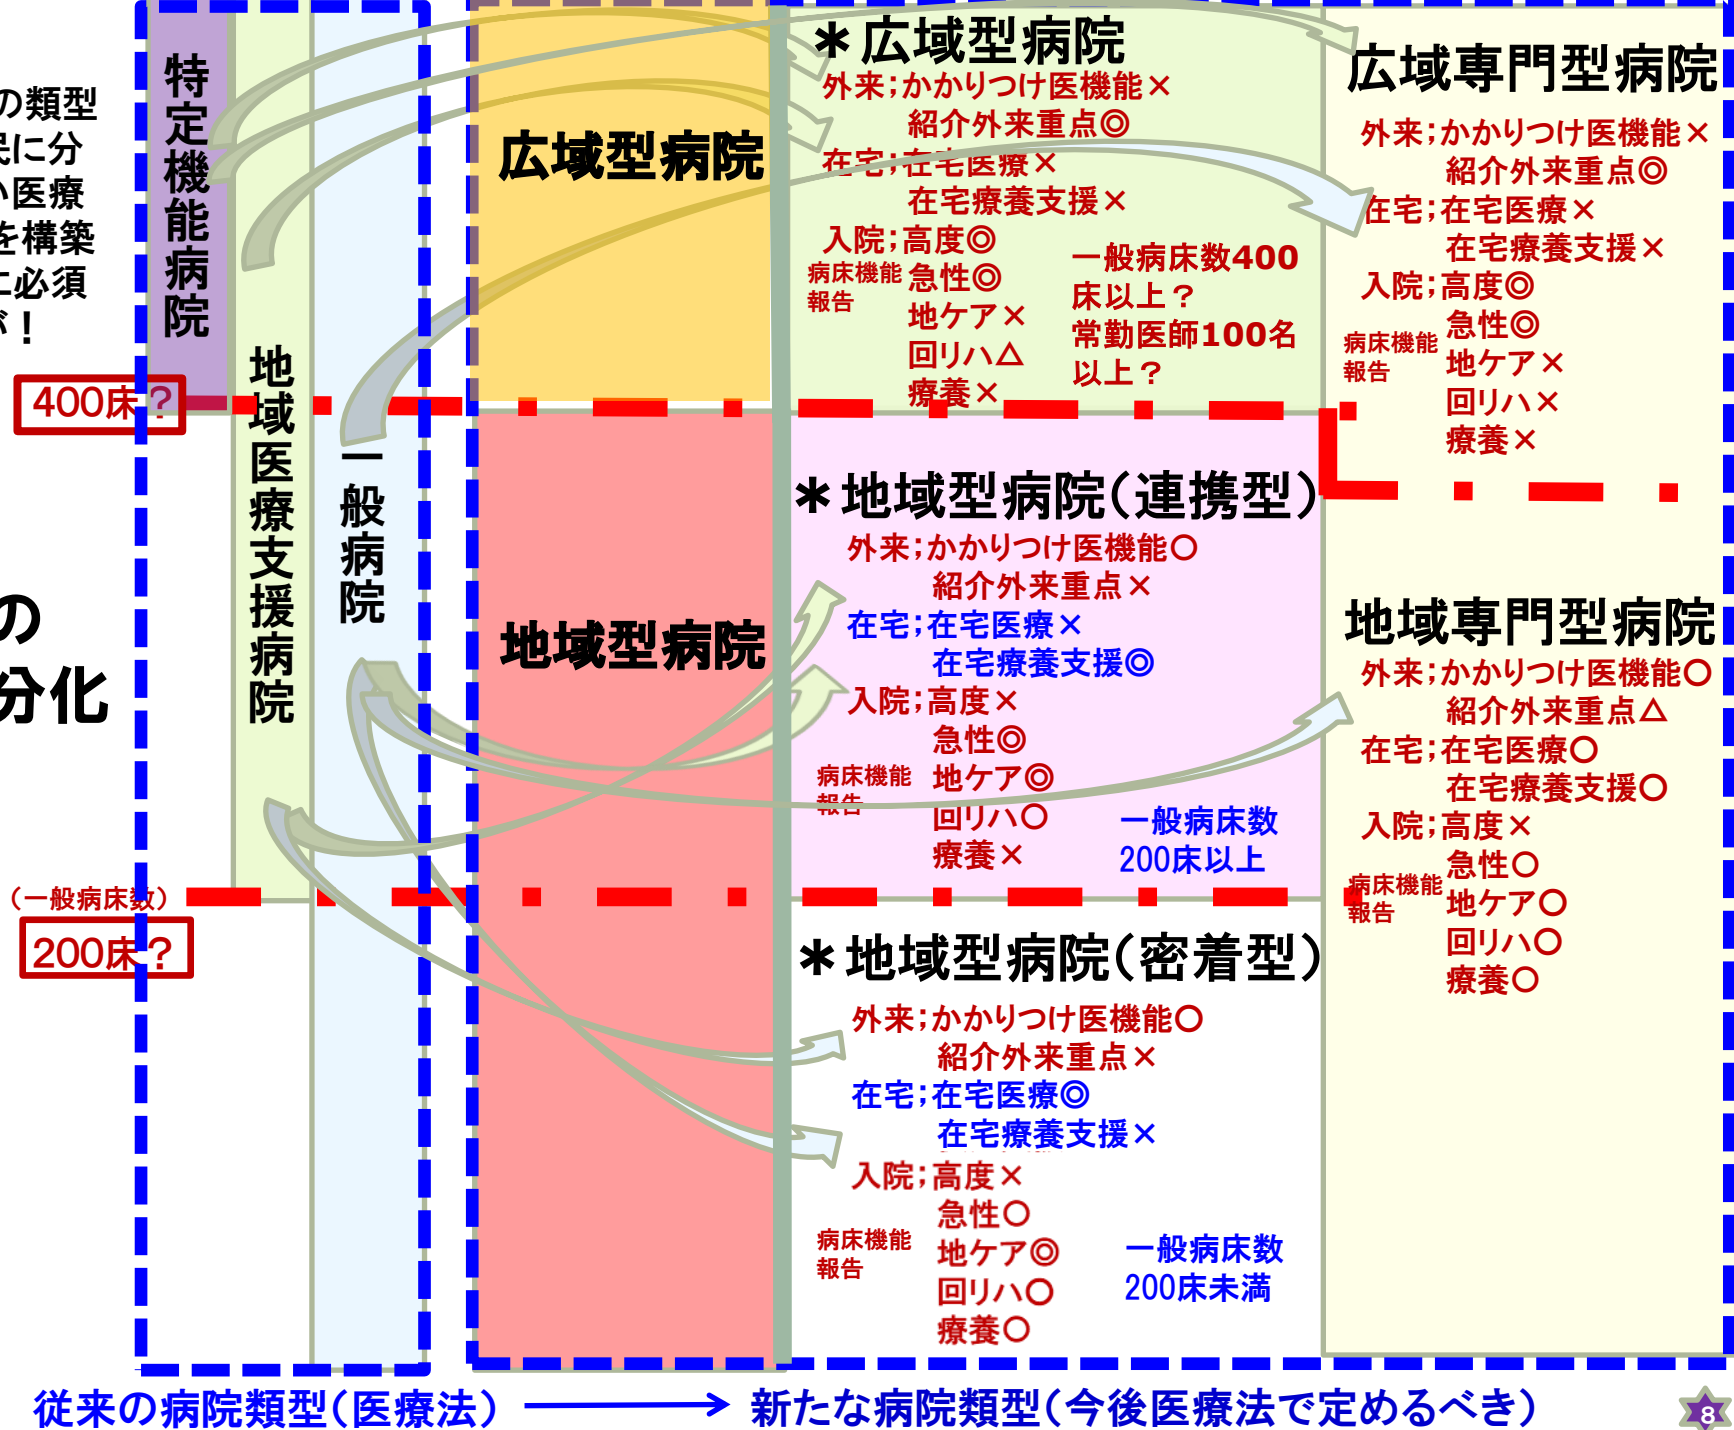 の類型
民に分
い医療
を構築
に必須
が！
400床？
の
分化
（一般病床数）
200床？
特定機能病院
地域医療支援病院
一般病院
広域型病院
地域型病院
＊広域型病院
外来；かかりつけ医機能×
紹介外来重点◎
在宅；在宅医療×
在宅療養支援×
入院；高度◎
病床機能
報告
急性◎
地ケア×
回リハ△
療養×
一般病床数400
床以上？
常勤医師100名
以上？
＊地域型病院（連携型）
外来；かかりつけ医機能〇
紹介外来重点×
在宅；在宅医療×
在宅療養支援◎
入院；高度×
急性◎
病床機能
報告
地ケア◎
回リハ〇
療養×
一般病床数
200床以上
＊地域型病院（密着型）
外来；かかりつけ医機能〇
紹介外来重点×
在宅；在宅医療◎
在宅療養支援×
入院；高度×
急性〇
病床機能
報告
地ケア◎
回リハ〇
療養〇
一般病床数
200床未満
広域専門型病院
外来；かかりつけ医機能×
紹介外来重点◎
在宅；在宅医療×
在宅療養支援×
入院；高度◎
急性◎
病床機能
報告
地ケア×
回リハ×
療養×
地域専門型病院
外来；かかりつけ医機能〇
紹介外来重点△
在宅；在宅医療〇
在宅療養支援〇
入院；高度×
急性〇
病床機能
報告
地ケア〇
回リハ〇
療養〇
従来の病院類型（医療法）
新たな病院類型（今後医療法で定めるべき）
8